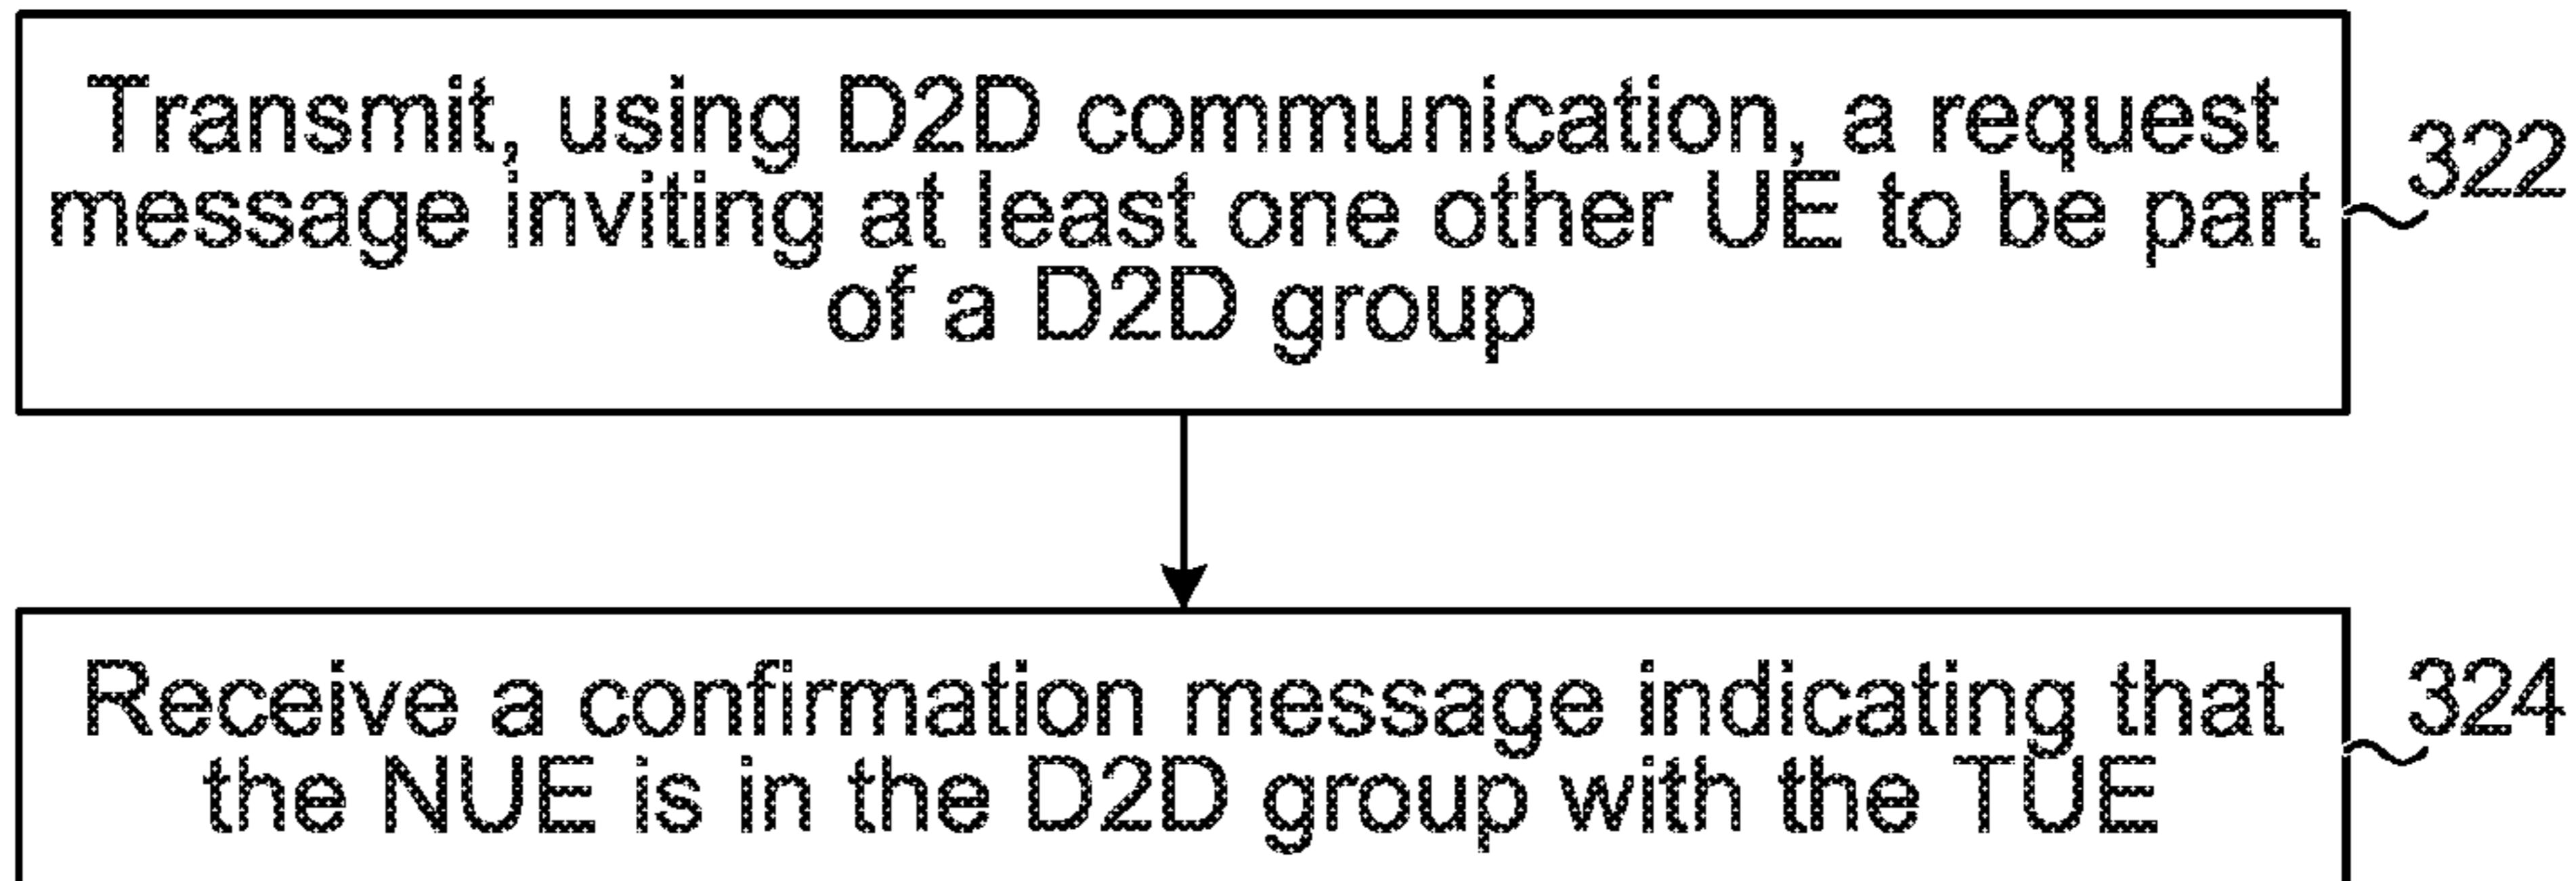 Transmit, using D2D communication, a request
message inviting at least one other UE to be part
of a D2D group
322
Receive a confirmation message indicating that
the NUE is in the D2D group with the TUE
324